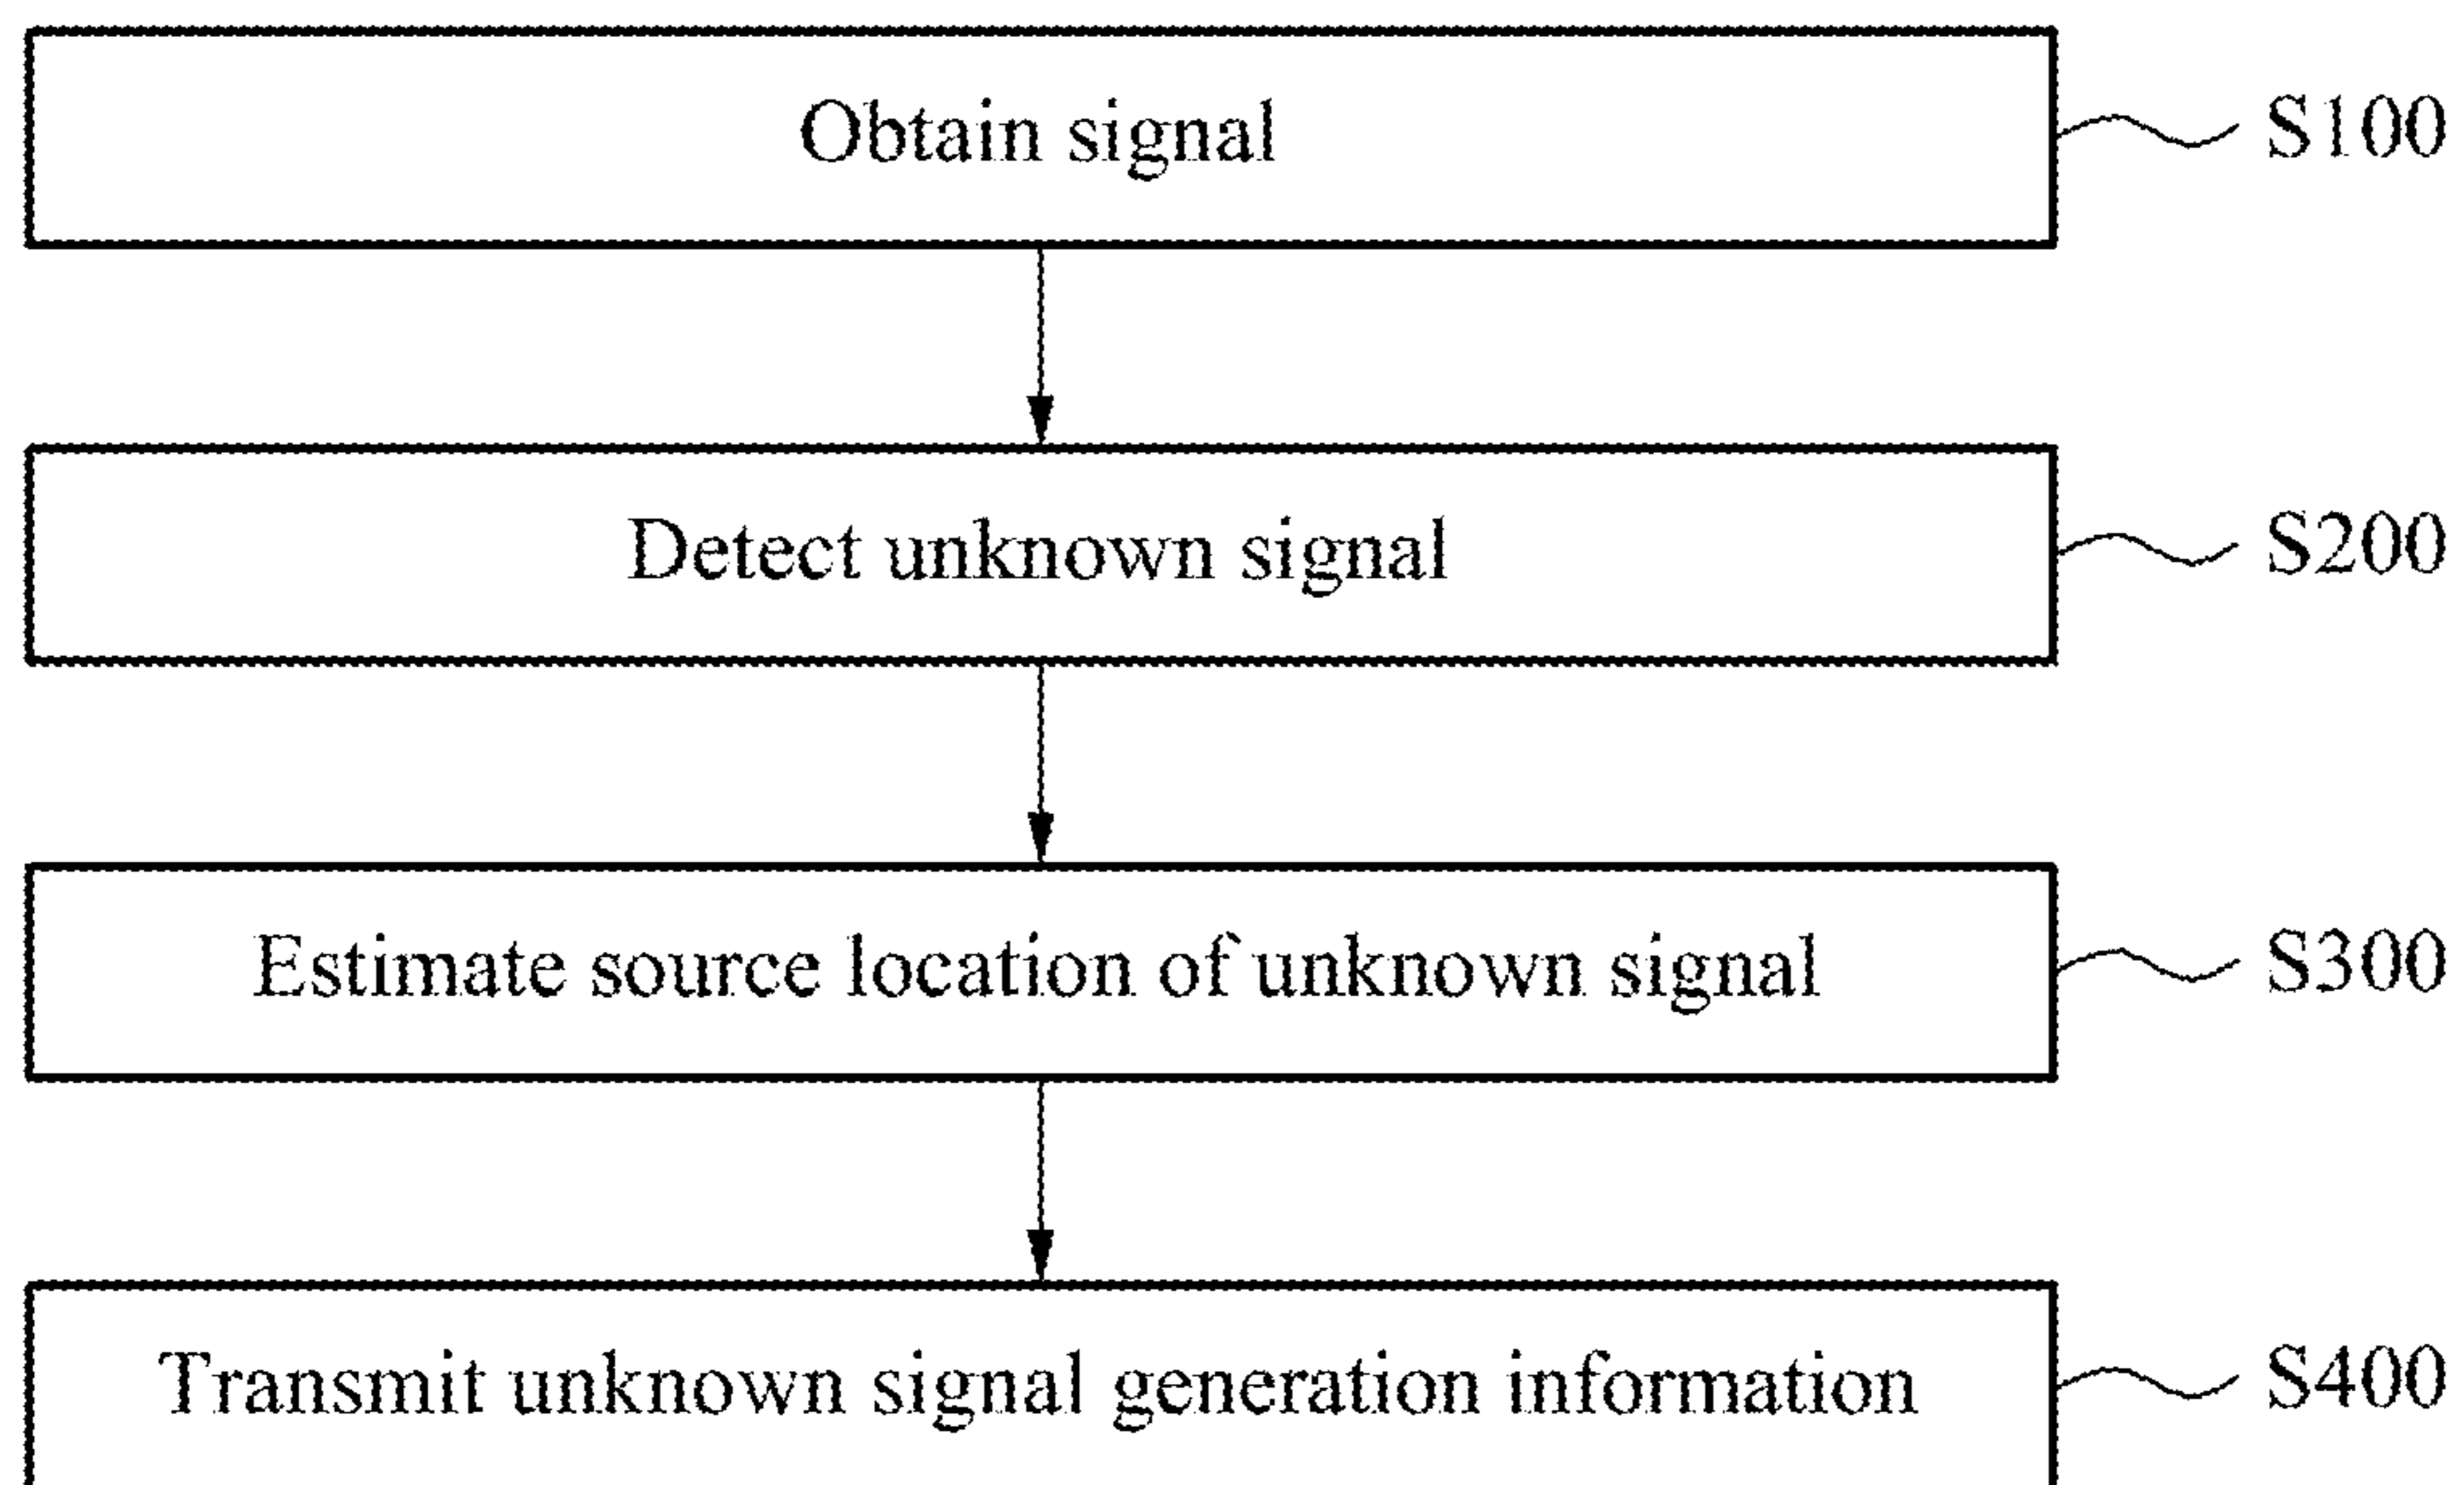 Obtain signal S100
Detect unknown signal S200
Estimate source location of unknown signal S300
Transmit unknown signal generation information S400